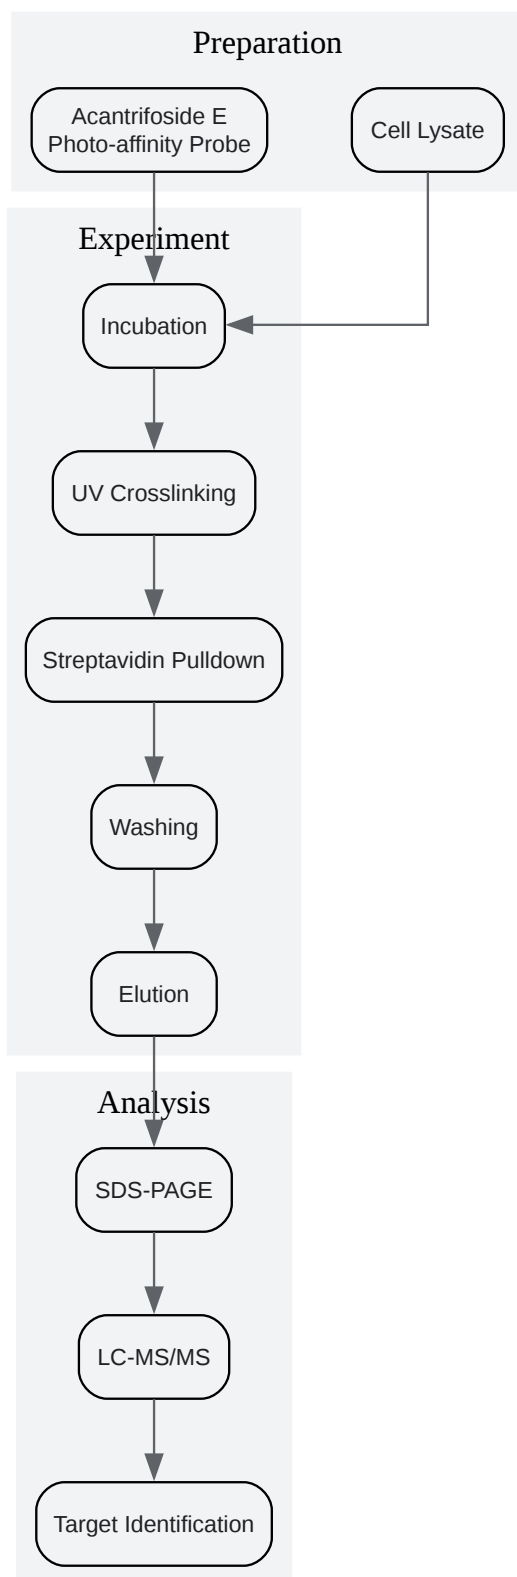 Preparation
Acantrifoside E
Photo-affinity Probe
Cell Lysate
Experiment
Incubation
UV Crosslinking
Streptavidin Pulldown
Washing
Elution
Analysis
SDS-PAGE
LC-MS/MS
Target Identification